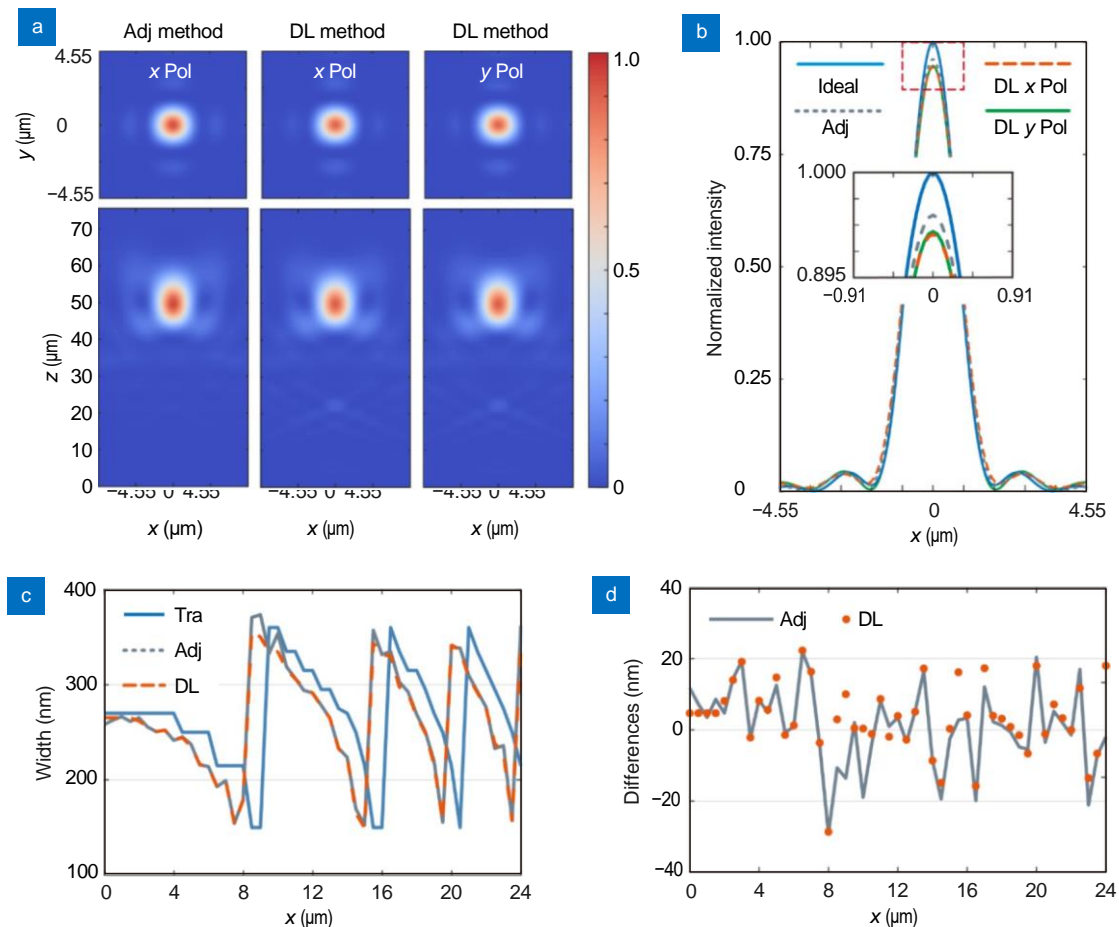 a
Adj method
DL method
DL method
4.55
0
−4.55
y (µm)
x Pol
x Pol
y Pol
1.0
0.5
0
70
60
50
40
30
20
10
0
z (µm)
−4.55 0 4.55
−4.55 0 4.55
−4.55 0 4.55
x (µm)
x (µm)
x (µm)
b
1.00
0.75
0.50
0.25
0
Normalized intensity
Ideal
DL x Pol
Adj
DL y Pol
1.000
0.895
−0.91
0
0.91
−4.55
0
4.55
x (µm)
c
400
300
200
100
Width (nm)
Tra
Adj
DL
0
4
8
12
16
20
24
x (µm)
d
40
20
0
−20
−40
Differences (nm)
Adj
DL
0
4
8
12
16
20
24
x (µm)